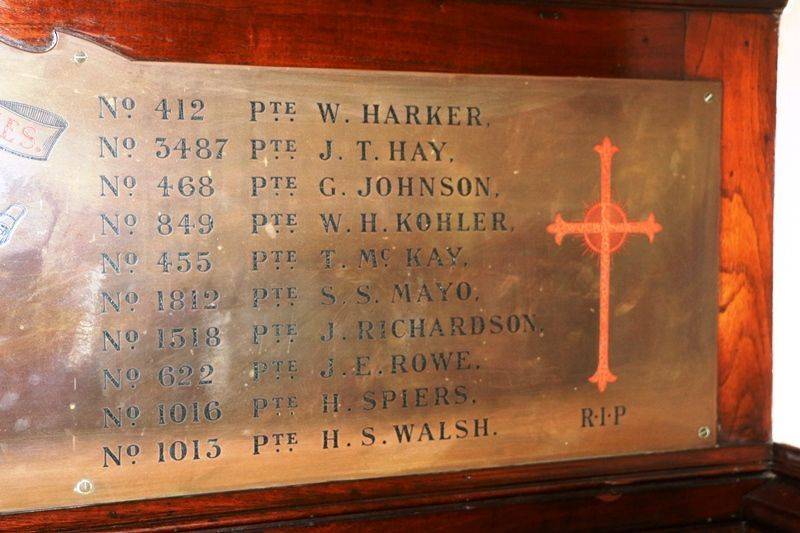 No. 412 PTE W. HARKER.
No. 3487 PTE J. T. HAY.
No. 468 PTE G. JOHNSON.
No. 849 PTE W. H. KOHLER.
No. 455 PTE T. Mc KAY.
No. 1812 PTE S. S. MAYO.
No. 1518 PTE J. RICHARDSON.
No. 622 PTE J. E. ROWE.
No. 1016 PTE H. SPIERS.
No. 1013 PTE H. S. WALSH.
R·I·P